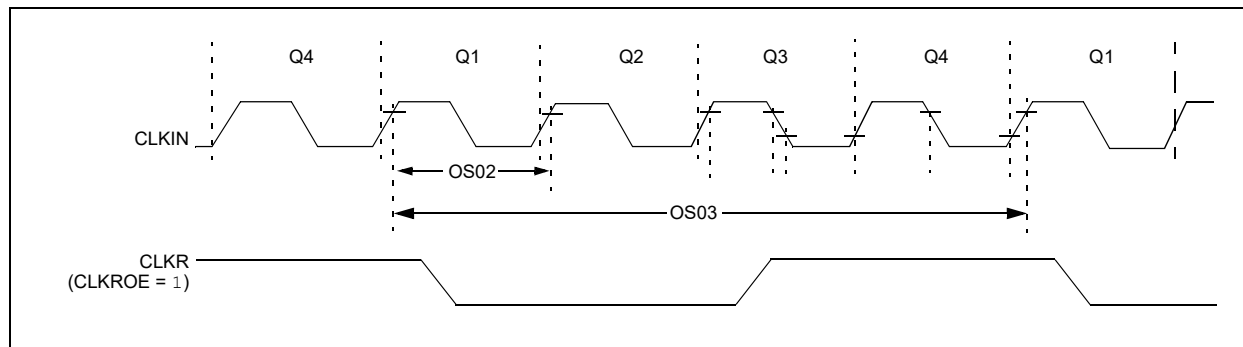 Q4 Q1 Q2 Q3 Q4 Q1
CLKIN
OS02
OS03
CLKR
(CLKROE = 1)